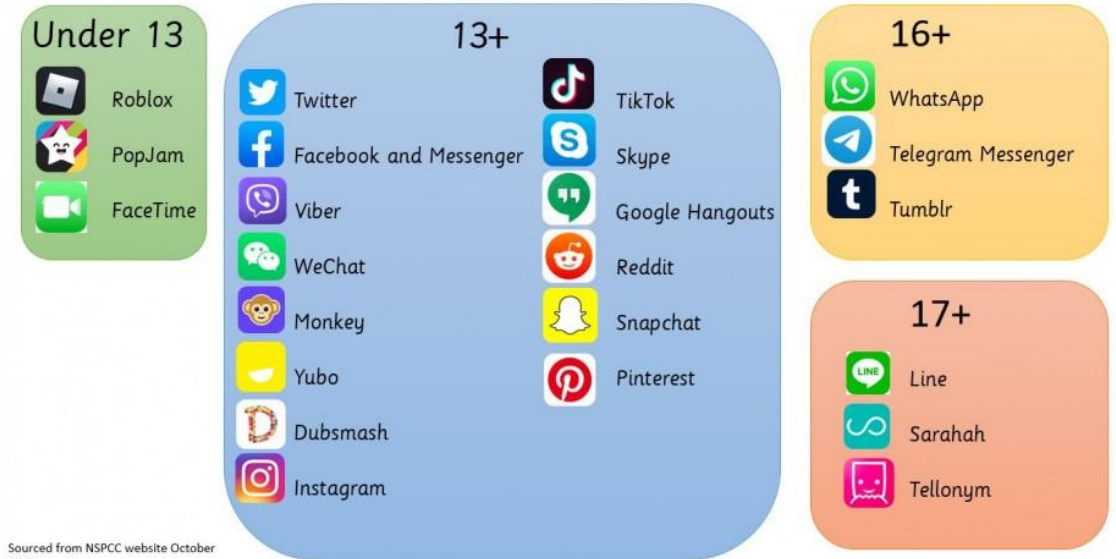 Under 13
Roblox
PopJam
FaceTime
13+
Twitter
Facebook and Messenger
Viber
WeChat
Monkey
Yubo
Dubsmash
Instagram
TikTok
Skype
Google Hangouts
Reddit
Snapchat
Pinterest
16+
WhatsApp
Telegram Messenger
Tumblr
17+
LINE
Line
Sarahah
Tellonym
Sourced from NSPCC website October